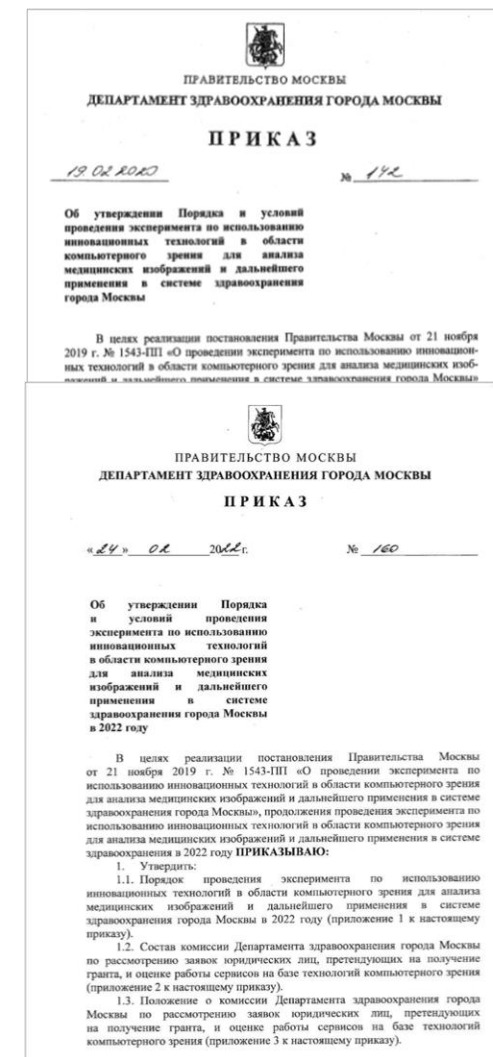 ПРАВИТЕЛЬСТВО МОСКВЫ
ДЕПАРТАМЕНТ ЗДРАВООХРАНЕНИЯ ГОРОДА МОСКВЫ
ПРИКАЗ
19.02.2020 № 142
Об утверждении Порядка и условий
проведения эксперимента по использованию
инновационных технологий в области
компьютерного зрения для анализа
медицинских изображений и дальнейшего
применения в системе здравоохранения
города Москвы
В целях реализации постановления Правительства Москвы от 21 ноября
2019 г. № 1543-ПП «О проведении эксперимента по использованию инновацион-
ных технологий в области компьютерного зрения для анализа медицинских изоб-
ражений и дальнейшего применения в системе здравоохранения города Москвы»
ПРАВИТЕЛЬСТВО МОСКВЫ
ДЕПАРТАМЕНТ ЗДРАВООХРАНЕНИЯ ГОРОДА МОСКВЫ
ПРИКАЗ
«24» 02 2022 г. № 160
Об утверждении Порядка
и условий проведения
эксперимента по использованию
инновационных технологий
в области компьютерного зрения
для анализа медицинских
изображений и дальнейшего
применения в системе
здравоохранения города Москвы
в 2022 году
В целях реализации постановления Правительства Москвы
от 21 ноября 2019 г. № 1543-ПП «О проведении эксперимента по
использованию инновационных технологий в области компьютерного зрения
для анализа медицинских изображений и дальнейшего применения в системе
здравоохранения города Москвы», продолжения проведения эксперимента по
использованию инновационных технологий в области компьютерного зрения
для анализа медицинских изображений и дальнейшего применения в системе
здравоохранения в 2022 году ПРИКАЗЫВАЮ:
1. Утвердить:
1.1. Порядок проведения эксперимента по использованию
инновационных технологий в области компьютерного зрения для анализа
медицинских изображений и дальнейшего применения в системе
здравоохранения города Москвы в 2022 году (приложение 1 к настоящему
приказу).
1.2. Состав комиссии Департамента здравоохранения города Москвы
по рассмотрению заявок юридических лиц, претендующих на получение
гранта, и оценке работы сервисов на базе технологий компьютерного зрения
(приложение 2 к настоящему приказу).
1.3. Положение о комиссии Департамента здравоохранения города
Москвы по рассмотрению заявок юридических лиц, претендующих
на получение гранта, и оценке работы сервисов на базе технологий
компьютерного зрения (приложение 3 к настоящему приказу).